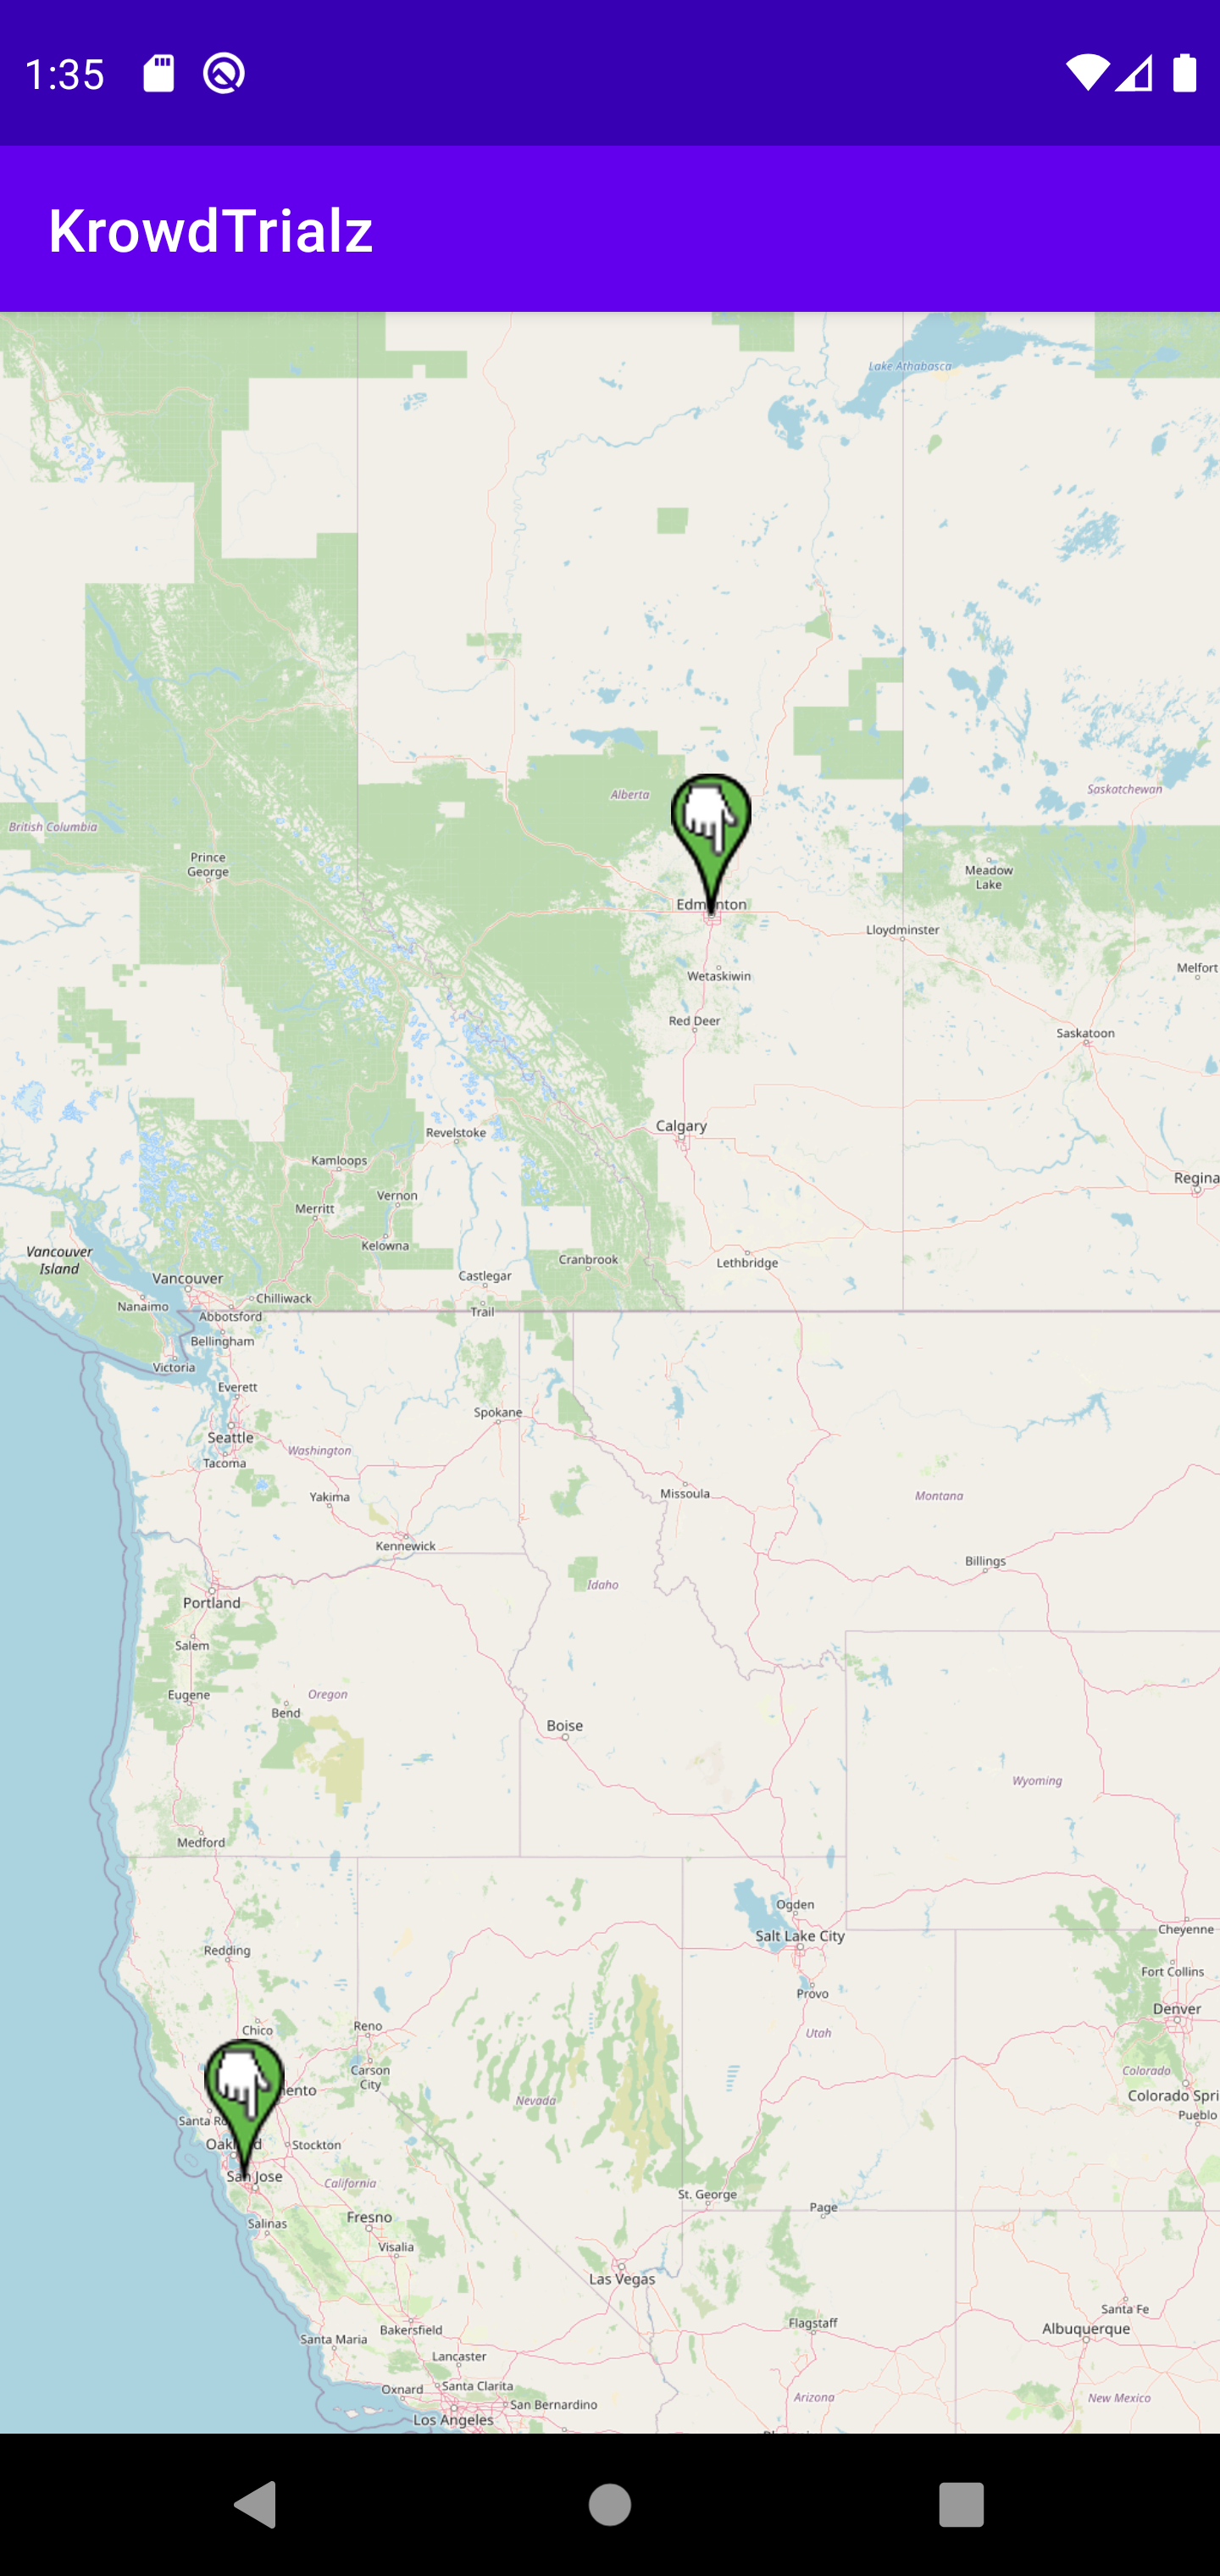 1:35
KrowdTrialz
Lake Athabasca
Alberta
Saskatchewan
British Columbia
Prince
George
Meadow
Lake
Edmonton
Lloydminster
Wetaskiwin
Melfort
Red Deer
Saskatoon
Calgary
Revelstoke
Kamloops
Regina
Vernon
Merritt
Kelowna
Vancouver
Island
Cranbrook
Lethbridge
Vancouver
Castlegar
Chilliwack
Nanaimo
Trail
Abbotsford
Bellingham
Victoria
Everett
Spokane
Seattle
Washington
Tacoma
Missoula
Yakima
Montana
Kennewick
Billings
Idaho
Portland
Salem
Eugene
Oregon
Bend
Boise
Wyoming
Medford
Ogden
Cheyenne
Salt Lake City
Redding
Fort Collins
Provo
Denver
Chico
Reno
Utah
Carson
City
Colorado
ento
Colorado Spri
Nevada
Pueblo
Santa Ro
Oakland
Stockton
San Jose
California
St. George
Page
Salinas
Fresno
Visalia
Las Vegas
Santa Fe
Flagstaff
Bakersfield
Albuquerque
Santa Maria
Lancaster
Oxnard
Santa Clarita
Arizona
New Mexico
San Bernardino
Los Angeles